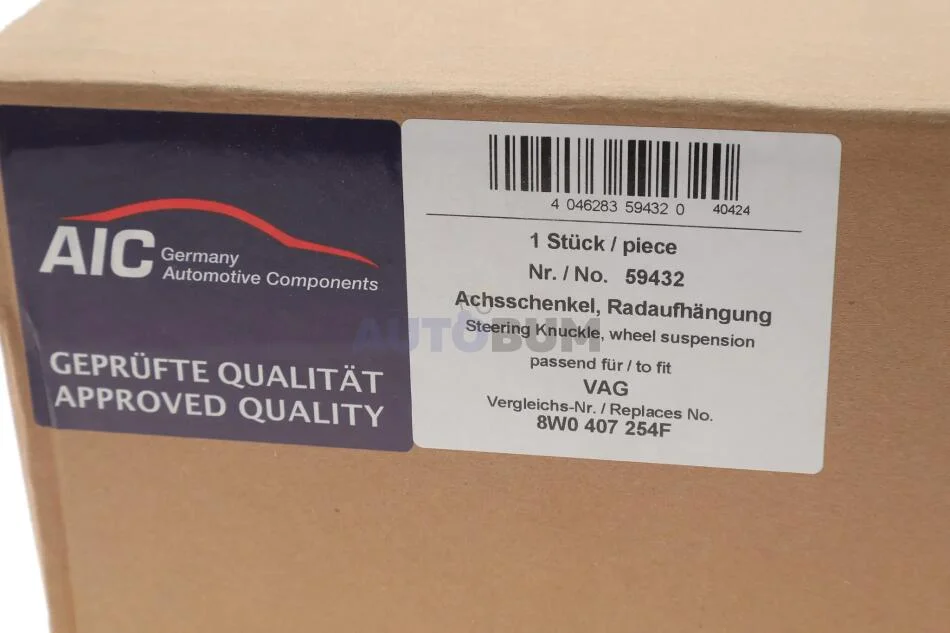 AIC Germany
Automotive Components
GEPRÜFTE QUALITÄT
APPROVED QUALITY
4 046283 59432 0 40424
1 Stück / piece
Nr. / No. 59432
Achsschenkel, Radaufhängung
Steering Knuckle, wheel suspension
passend für / to fit
VAG
Vergleichs-Nr. / Replaces No.
8W0 407 254F
AUTOBUM